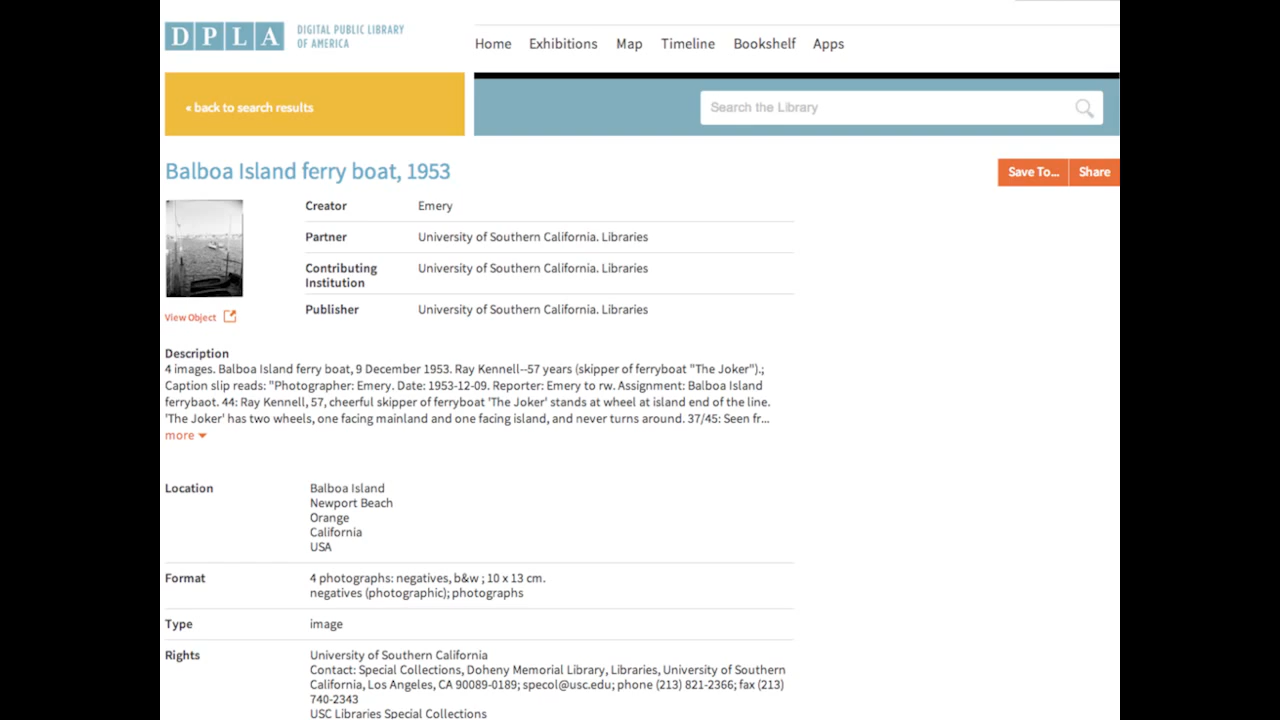 DPLA DIGITAL PUBLIC LIBRARY
OF AMERICA
Home Exhibitions Map Timeline Bookshelf Apps
« back to search results
Search the Library
Balboa Island ferry boat, 1953
Save To... Share
Creator Emery
Partner University of Southern California. Libraries
Contributing University of Southern California. Libraries
Institution
Publisher University of Southern California. Libraries
View Object
Description
4 images. Balboa Island ferry boat, 9 December 1953. Ray Kennell--57 years (skipper of ferryboat "The Joker").;
Caption slip reads: "Photographer: Emery. Date: 1953-12-09. Reporter: Emery to rw. Assignment: Balboa Island
ferrybaot. 44: Ray Kennell, 57, cheerful skipper of ferryboat 'The Joker' stands at wheel at island end of the line.
'The Joker' has two wheels, one facing mainland and one facing island, and never turns around. 37/45: Seen fr...
more
Location Balboa Island
Newport Beach
Orange
California
USA
Format 4 photographs: negatives, b&w ; 10 x 13 cm.
negatives (photographic); photographs
Type image
Rights University of Southern California
Contact: Special Collections, Doheny Memorial Library, Libraries, University of Southern
California, Los Angeles, CA 90089-0189; specol@usc.edu; phone (213) 821-2366; fax (213)
740-2343
USC Libraries Special Collections